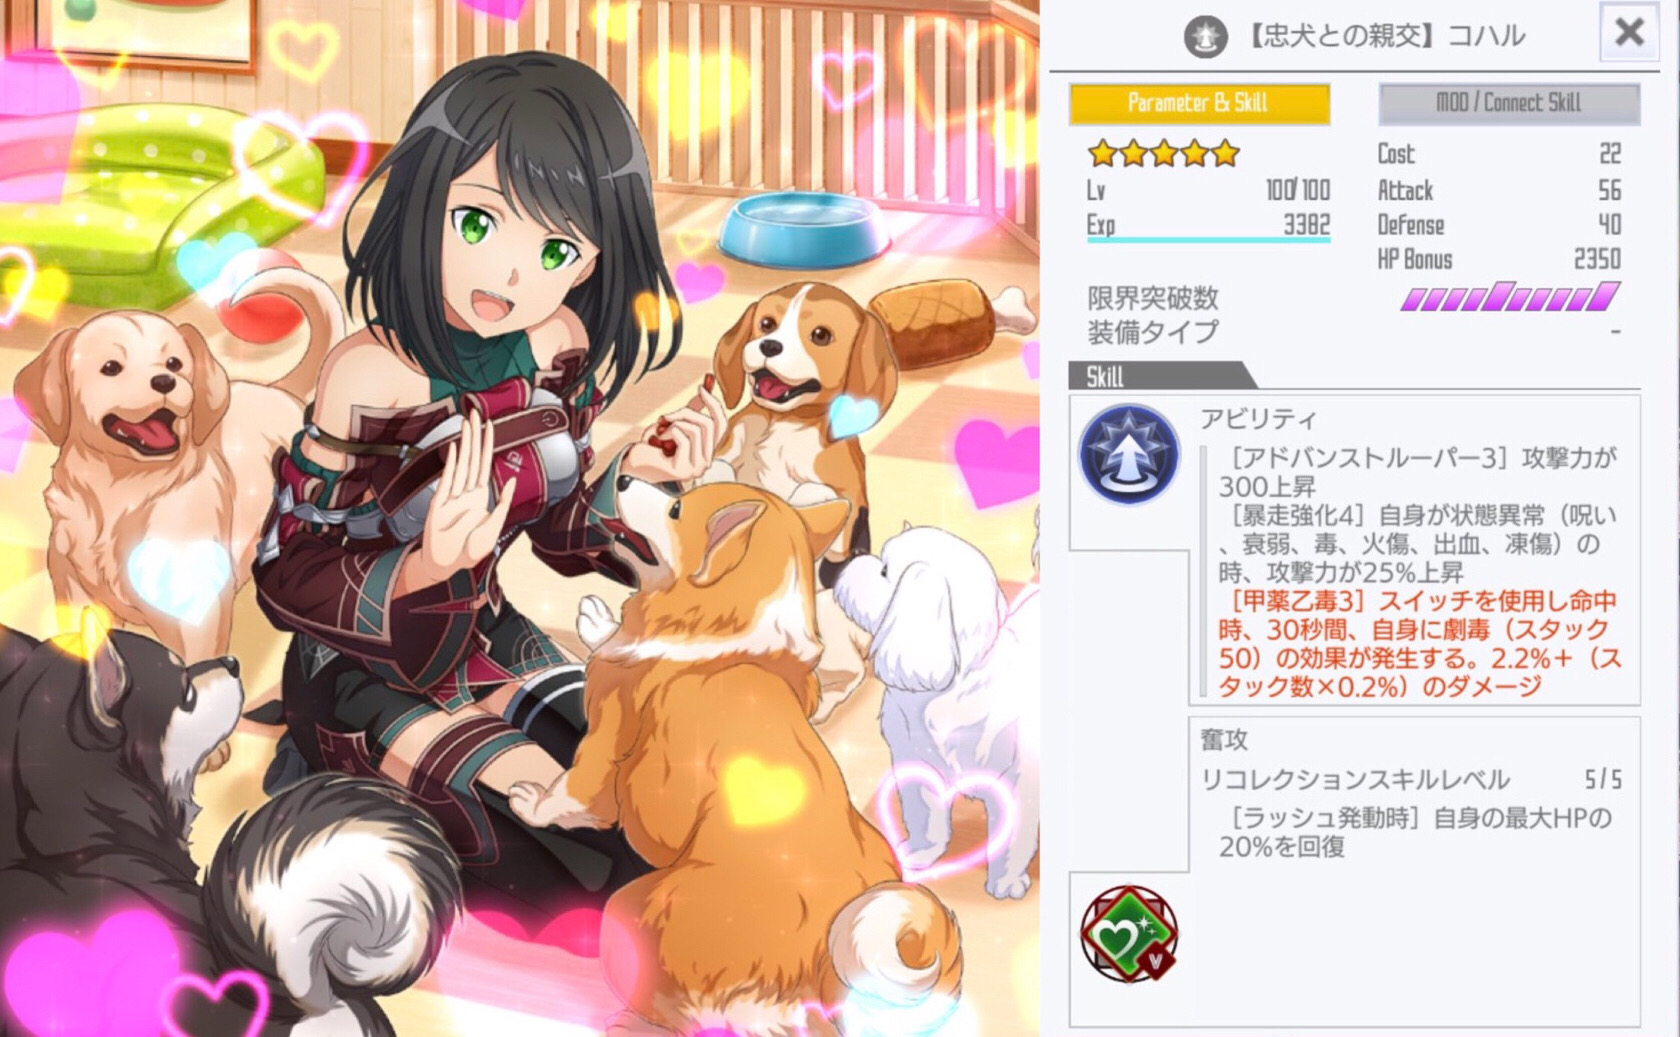 【忠犬との親交】コハル
Parameter & Skill
MOD / Connect Skill
Lv 100/100
Exp 3382
Cost 22
Attack 56
Defense 40
HP Bonus 2350
限界突破数
装備タイプ -
Skill
アビリティ
［アドバンストルーパー3］攻撃力が
300上昇
［暴走強化4］自身が状態異常（呪い
、衰弱、毒、火傷、出血、凍傷）の
時、攻撃力が25%上昇
［甲薬乙毒3］スイッチを使用し命中
時、30秒間、自身に劇毒（スタック
50）の効果が発生する。2.2%＋（ス
タック数×0.2%）のダメージ
奮攻
リコレクションスキルレベル 5/5
［ラッシュ発動時］自身の最大HPの
20%を回復
V